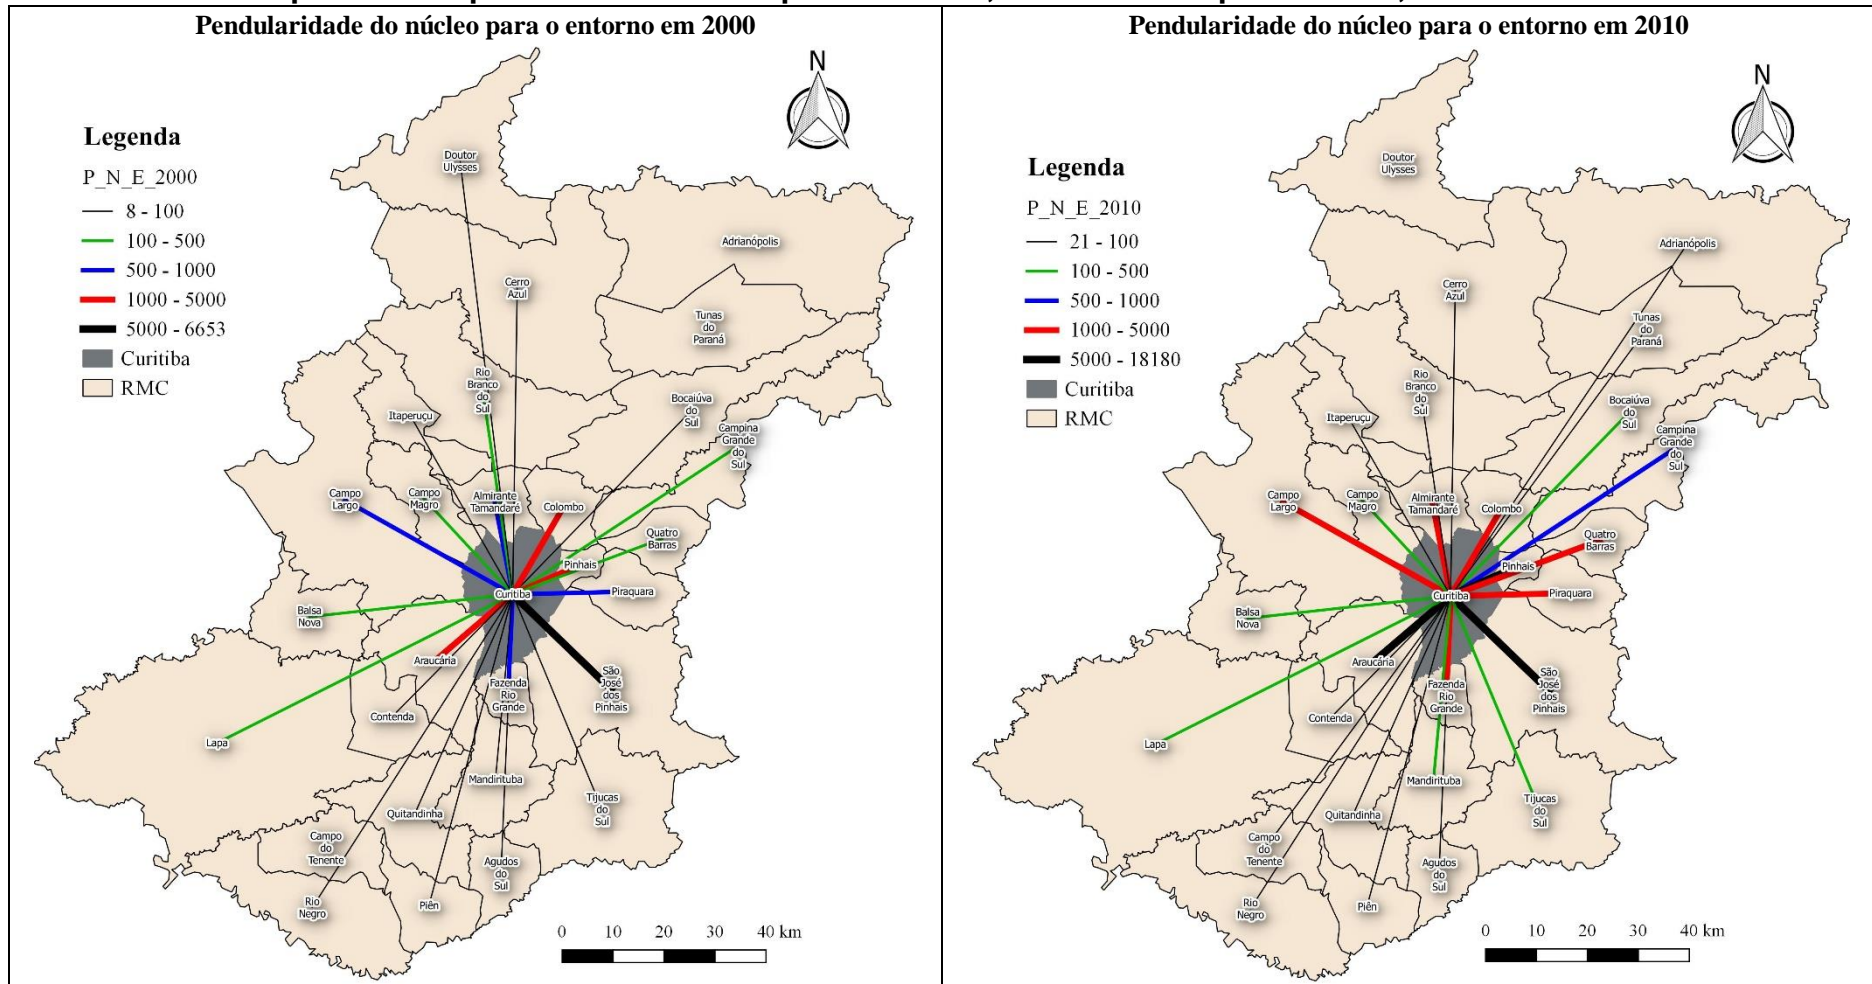 Pendularidade do núcleo para o entorno em 2000
N
Legenda
P_N_E_2000
8 - 100
100 - 500
500 - 1000
1000 - 5000
5000 - 6653
Curitiba
RMC
Doutor
Ulysses
Adrianópolis
Cerro
Azul
Tunas
do
Paraná
Rio
Branco
do
Sul
Itaperuçu
Bocaiúva
do
Sul
Campina
Grande
do
Sul
Campo
Largo
Campo
Magro
Almirante
Tamandaré
Colombo
Quatro
Barras
Pinhais
Curitiba
Piraquara
Balsa
Nova
Araucária
Fazenda
Rio
Grande
São
José
dos
Pinhais
Contenda
Lapa
Mandirituba
Quitandinha
Tijucas
do
Sul
Campo
do
Tenente
Agudos
do
Sul
Rio
Negro
Piên
0 10 20 30 40 km
Pendularidade do núcleo para o entorno em 2010
N
Legenda
P_N_E_2010
21 - 100
100 - 500
500 - 1000
1000 - 5000
5000 - 18180
Curitiba
RMC
Doutor
Ulysses
Adrianópolis
Cerro
Azul
Tunas
do
Paraná
Rio
Branco
do
Sul
Itaperuçu
Bocaiúva
do
Sul
Campina
Grande
do
Sul
Campo
Largo
Campo
Magro
Almirante
Tamandaré
Colombo
Quatro
Barras
Pinhais
Curitiba
Piraquara
Balsa
Nova
Araucária
Fazenda
Rio
Grande
São
José
dos
Pinhais
Contenda
Lapa
Mandirituba
Quitandinha
Tijucas
do
Sul
Campo
do
Tenente
Agudos
do
Sul
Rio
Negro
Piên
0 10 20 30 40 km